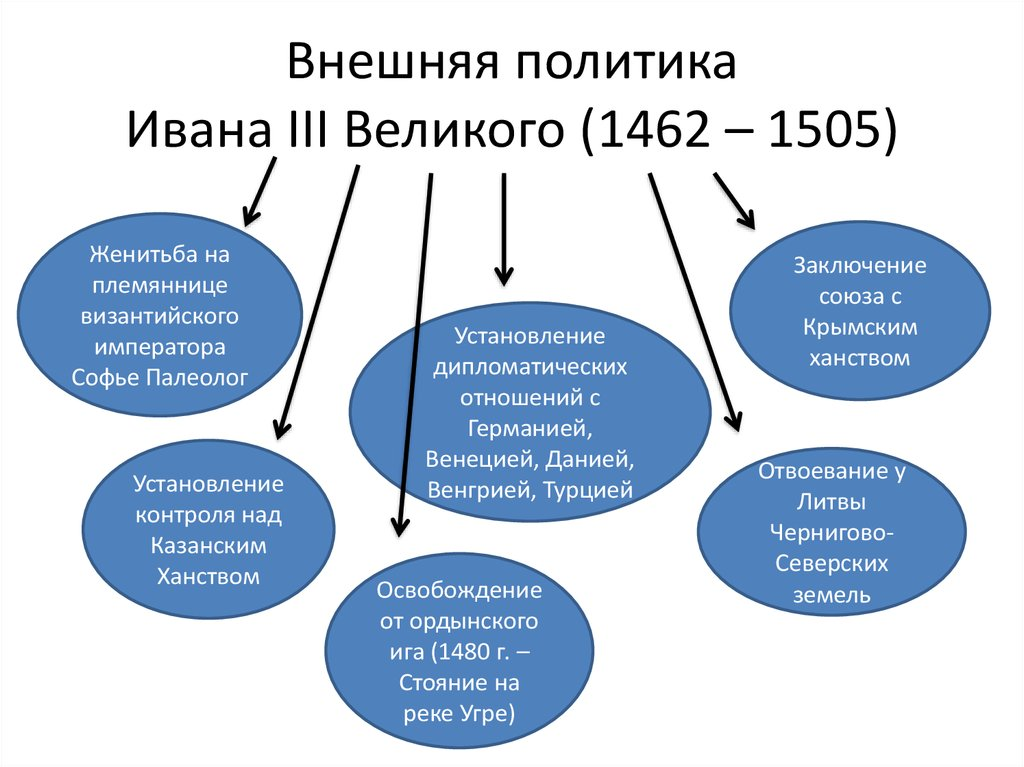 Внешняя политика
Ивана III Великого (1462 – 1505)
Женитьба на
племяннице
византийского
императора
Софье Палеолог
Установление
контроля над
Казанским
Ханством
Установление
дипломатических
отношений с
Германией,
Венецией, Данией,
Венгрией, Турцией
Освобождение
от ордынского
ига (1480 г. –
Стояние на
реке Угре)
Заключение
союза с
Крымским
ханством
Отвоевание у
Литвы
Чернигово-
Северских
земель